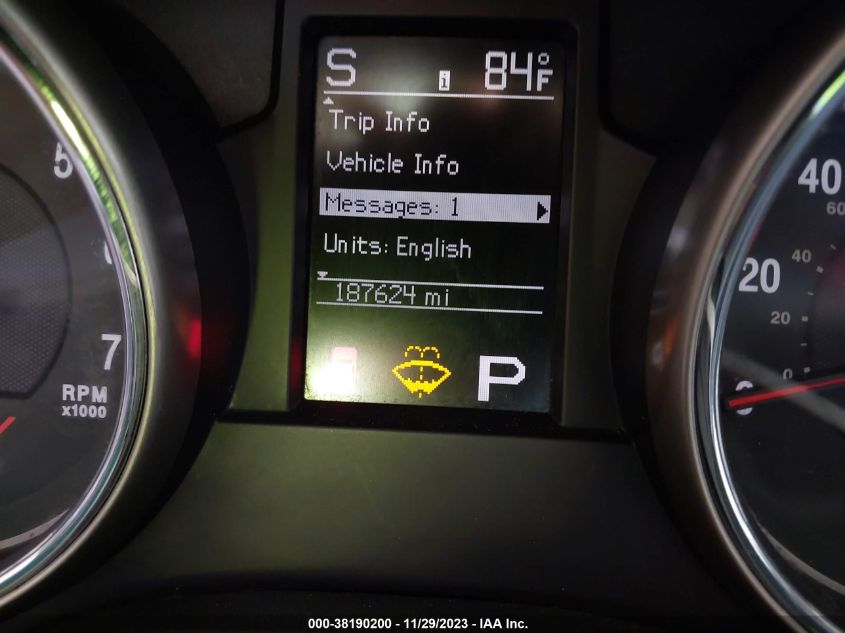 S i 84°F
Trip Info
Vehicle Info
Messages: 1
Units: English
187624 mi
P
5
7
RPM
x1000
40
60
40
20
20
0
000-38190200 - 11/29/2023 - IAA Inc.